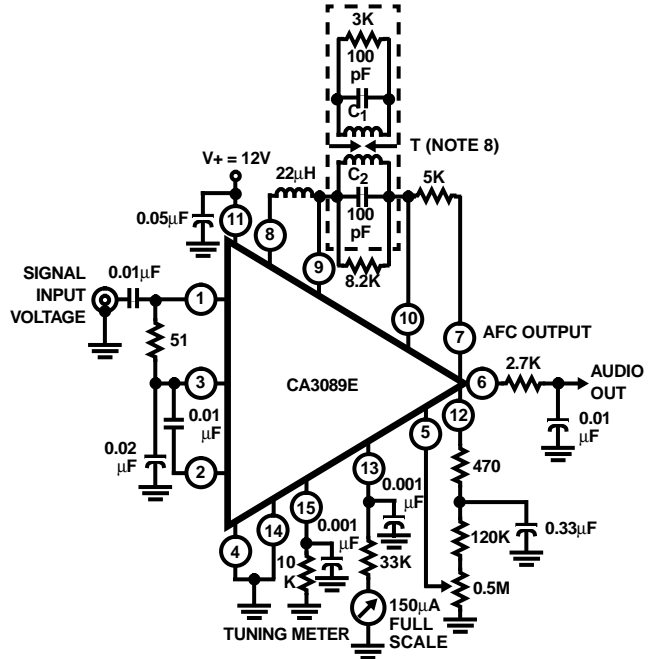 3K
100
pF
C1
T (NOTE 8)
V+ = 12V
22μH
C2
100
pF
5K
0.05μF
11
8
9
8.2K
10
7
AFC OUTPUT
SIGNAL
INPUT
VOLTAGE
0.01μF
1
51
3
CA3089E
6
2.7K
AUDIO
OUT
12
0.01
μF
0.01
μF
0.02
μF
2
5
13
470
0.001
μF
0.33μF
15
0.001
μF
120K
4
14
10
K
33K
0.5M
TUNING METER
150μA
FULL
SCALE